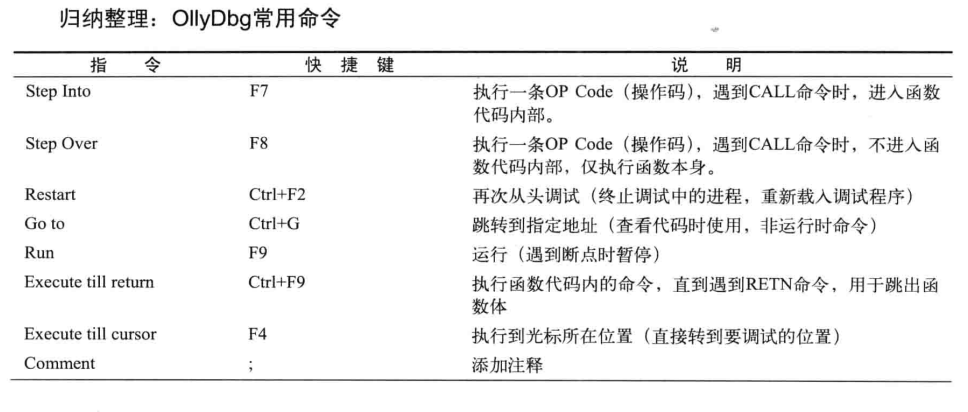 归纳整理：OllyDbg常用命令
指 令 快 捷 键 说 明
Step Into F7 执行一条OP Code（操作码），遇到CALL命令时，进入函数
代码内部。
Step Over F8 执行一条OP Code（操作码），遇到CALL命令时，不进入函
数代码内部，仅执行函数本身。
Restart Ctrl+F2 再次从头调试（终止调试中的进程，重新载入调试程序）
Go to Ctrl+G 跳转到指定地址（查看代码时使用，非运行时命令）
Run F9 运行（遇到断点时暂停）
Execute till return Ctrl+F9 执行函数代码内的命令，直到遇到RETN命令，用于跳出函
数体
Execute till cursor F4 执行到光标所在位置（直接转到要调试的位置）
Comment ; 添加注释